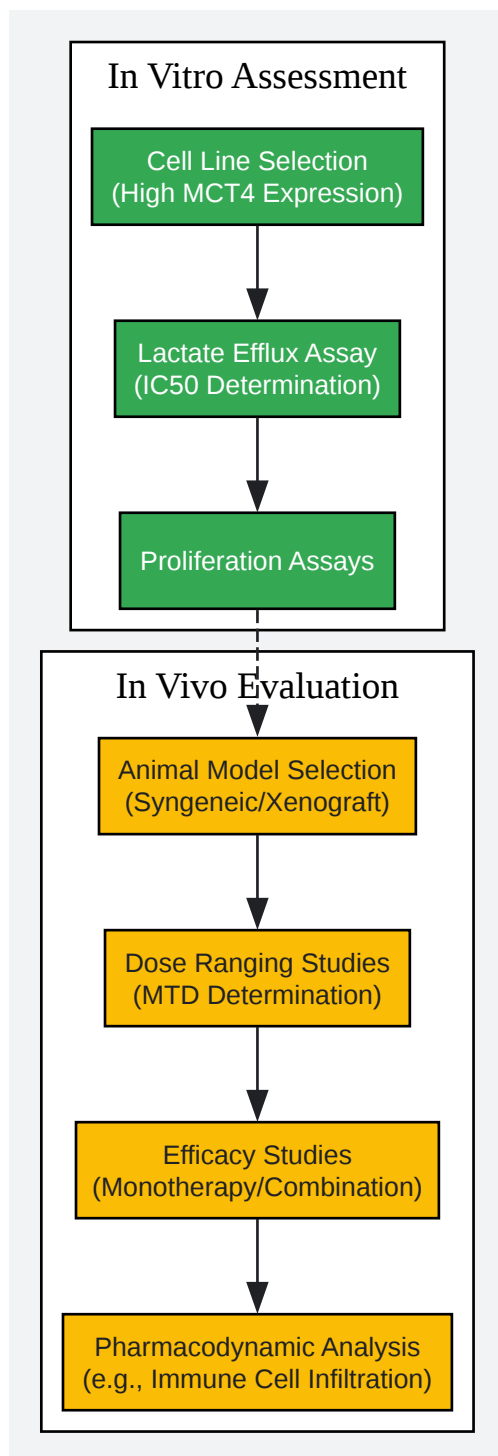 In Vitro Assessment
Cell Line Selection
(High MCT4 Expression)
Lactate Efflux Assay
(IC50 Determination)
Proliferation Assays
In Vivo Evaluation
Animal Model Selection
(Syngeneic/Xenograft)
Dose Ranging Studies
(MTD Determination)
Efficacy Studies
(Monotherapy/Combination)
Pharmacodynamic Analysis
(e.g., Immune Cell Infiltration)